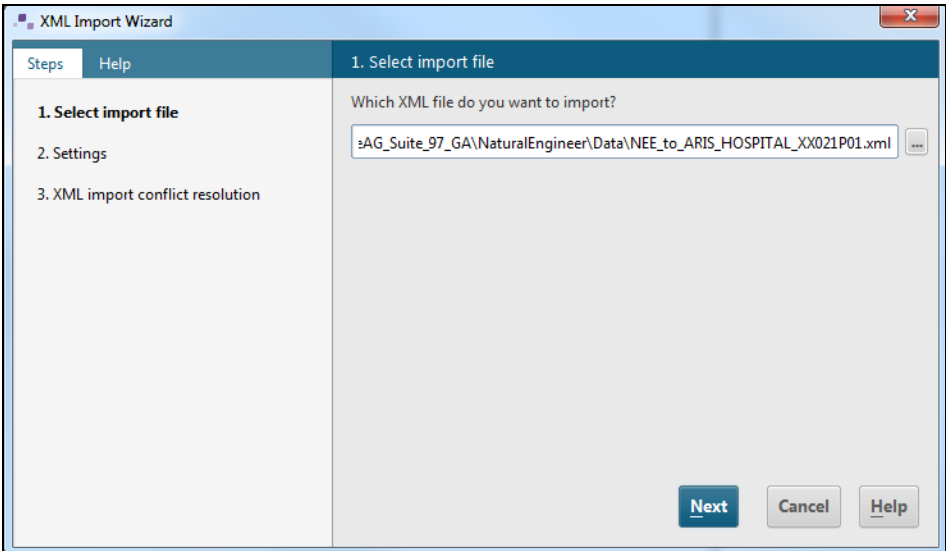 XML Import Wizard
Steps
Help
1. Select import file
2. Settings
3. XML import conflict resolution
1. Select import file
Which XML file do you want to import?
eAG_Suite_97_GA\NaturalEngineer\Data\NEE_to_ARIS_HOSPITAL_XX021P01.xml
...
Next
Cancel
Help